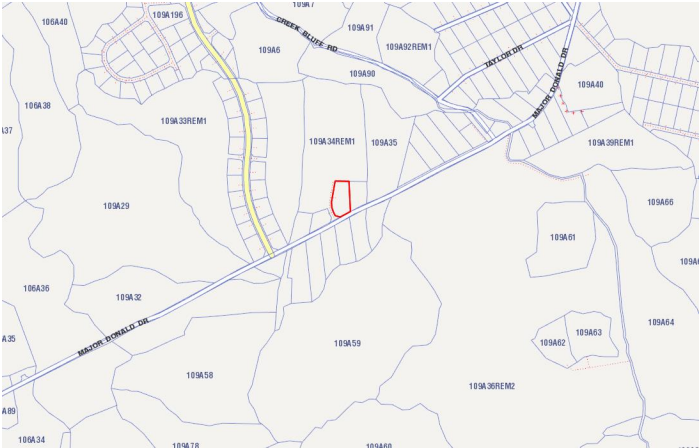 109A7
106A40
109A196
CREEK BLUFF RD
109A91
109A6
109A92REM1
TAYLOR DR
109A90
MAJOR DONALD DR
109A40
106A38
109A33REM1
109A34REM1
109A35
109A39REM1
109A29
109A66
109A61
106A36
109A32
109A64
MAJOR DONALD DR
109A59
109A62
109A63
109A58
109A36REM2
A89
106A34
109A78
109A60